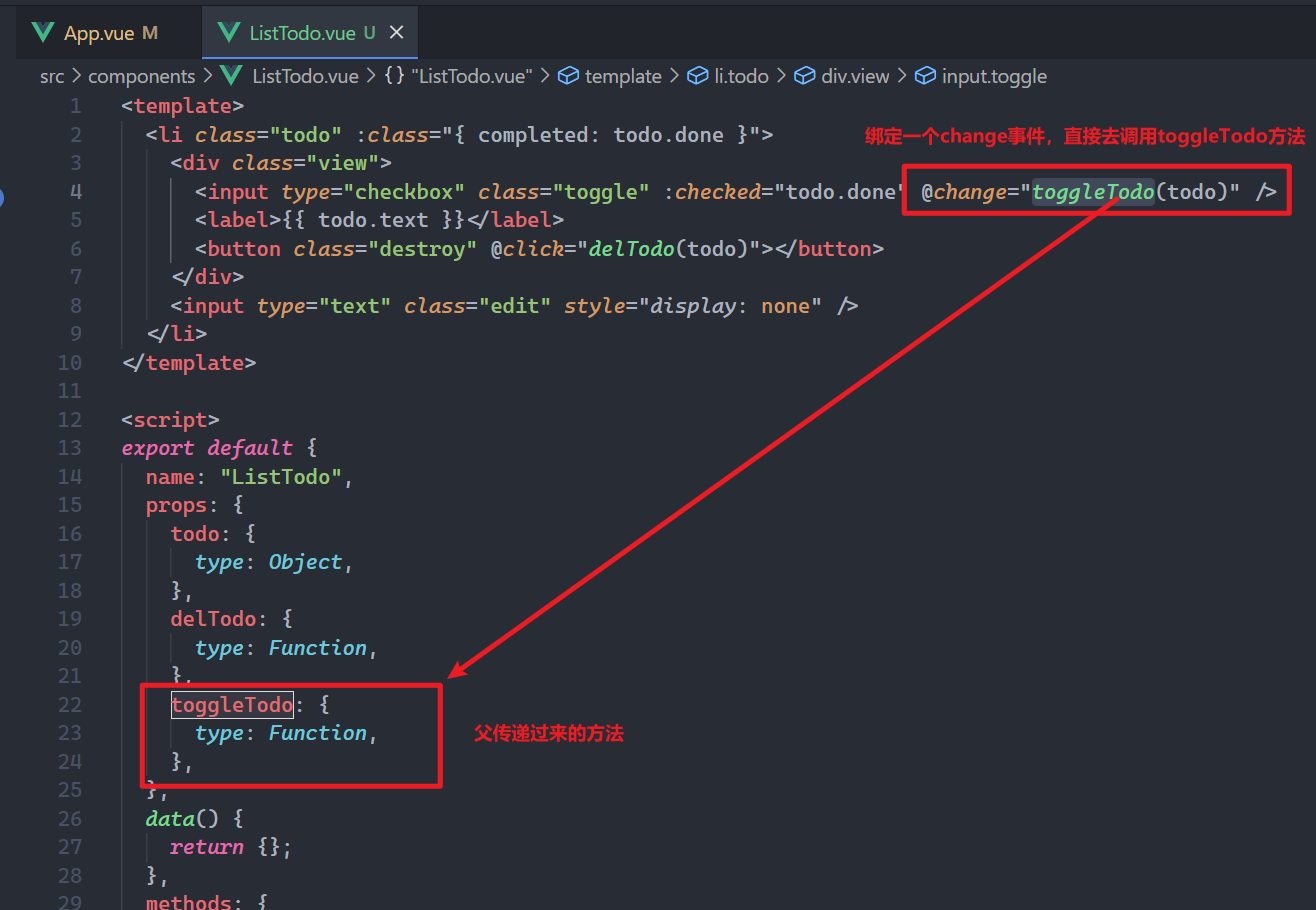 App.vue M
ListTodo.vue U
src > components > ListTodo.vue > {} "ListTodo.vue" > template > li.todo > div.view > input.toggle
1 <template>
2 <li class="todo" :class="{ completed: todo.done }">
绑定一个change事件，直接去调用toggleTodo方法
3 <div class="view">
4 <input type="checkbox" class="toggle" :checked="todo.done" @change="toggleTodo(todo)" />
5 <label>{{ todo.text }}</label>
6 <button class="destroy" @click="delTodo(todo)"></button>
7 </div>
8 <input type="text" class="edit" style="display: none" />
9 </li>
10 </template>
11
12 <script>
13 export default {
14 name: "ListTodo",
15 props: {
16 todo: {
17 type: Object,
18 },
19 delTodo: {
20 type: Function,
21 },
22 toggleTodo: {
23 type: Function,
父传递过来的方法
24 },
25 },
26 data() {
27 return {};
28 },
29 methods: {